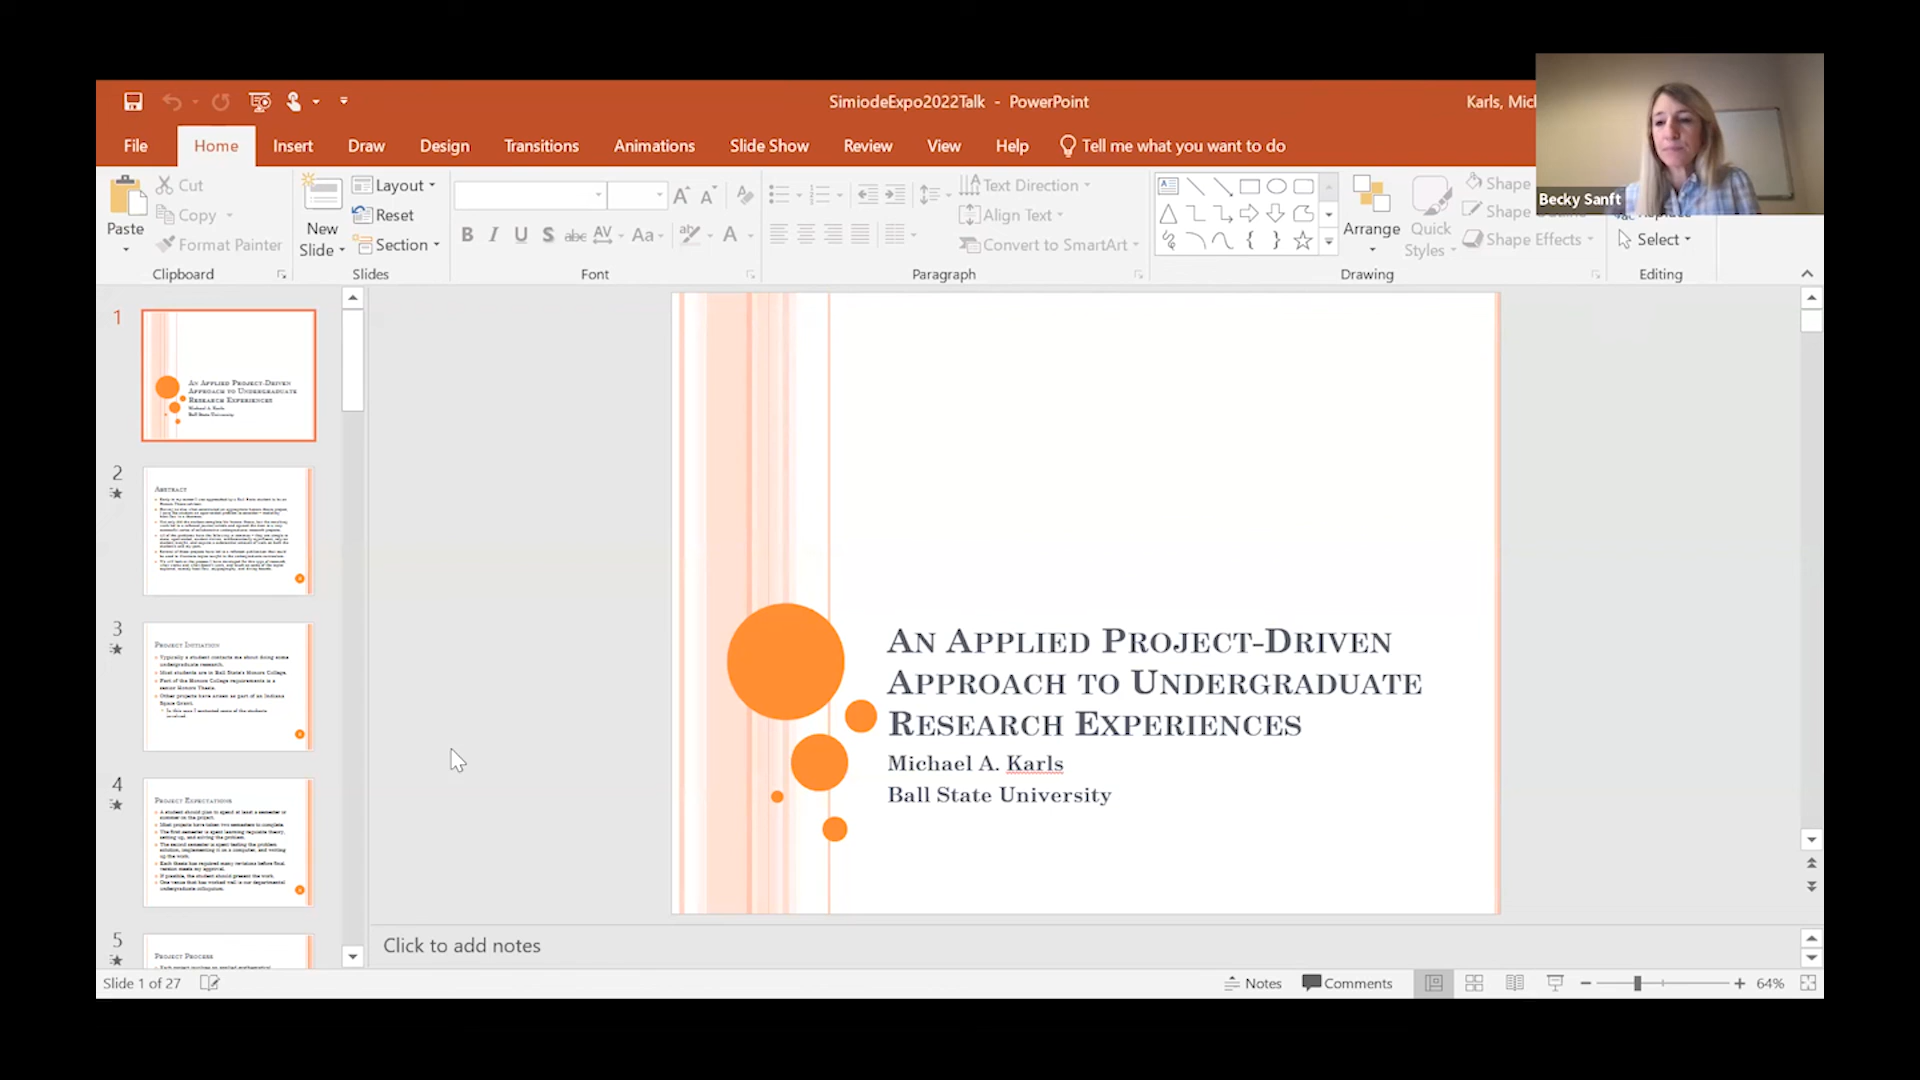 SimiodeExpo2022Talk - PowerPoint
Karls, Mich
File Home Insert Draw Design Transitions Animations Slide Show Review View Help Tell me what you want to do
Becky Sanft
Paste
Cut
Copy
Format Painter
Clipboard
New Slide
Layout
Reset
Section
Slides
B I U S abc AV Aa A
Font
Text Direction
Align Text
Convert to SmartArt
Paragraph
Arrange
Quick Styles
Shape
Shape
Shape Effects
Drawing
Select
Editing
1
An Applied Project-Driven
Approach to Undergraduate
Research Experiences
Michael A. Karls
Ball State University
2
Abstract
3
Project Initiation
Typically a student contacts me about doing some
undergraduate research.
Most students are in Ball State's Honors College.
Part of the Honors College requirements is a
senior Honors Thesis.
Other projects have arisen as part of an Indiana
Space Grant.
4
Project Expectations
A student should plan to spend at least a semester or
summer on the project.
Most projects have taken two semesters to complete.
The first semester is spent learning requisite theory,
setting up, and solving the problem.
The second semester is spent testing the problem
solution, implementing it on a computer, and writing
up the work.
Each thesis has required many revisions before final
version meets my approval.
If possible, the student should present the work.
One venue that has worked well is our departmental
undergraduate colloquium.
5
Project Process
An Applied Project-Driven
Approach to Undergraduate
Research Experiences
Michael A. Karls
Ball State University
Click to add notes
Slide 1 of 27
Notes
Comments
64%